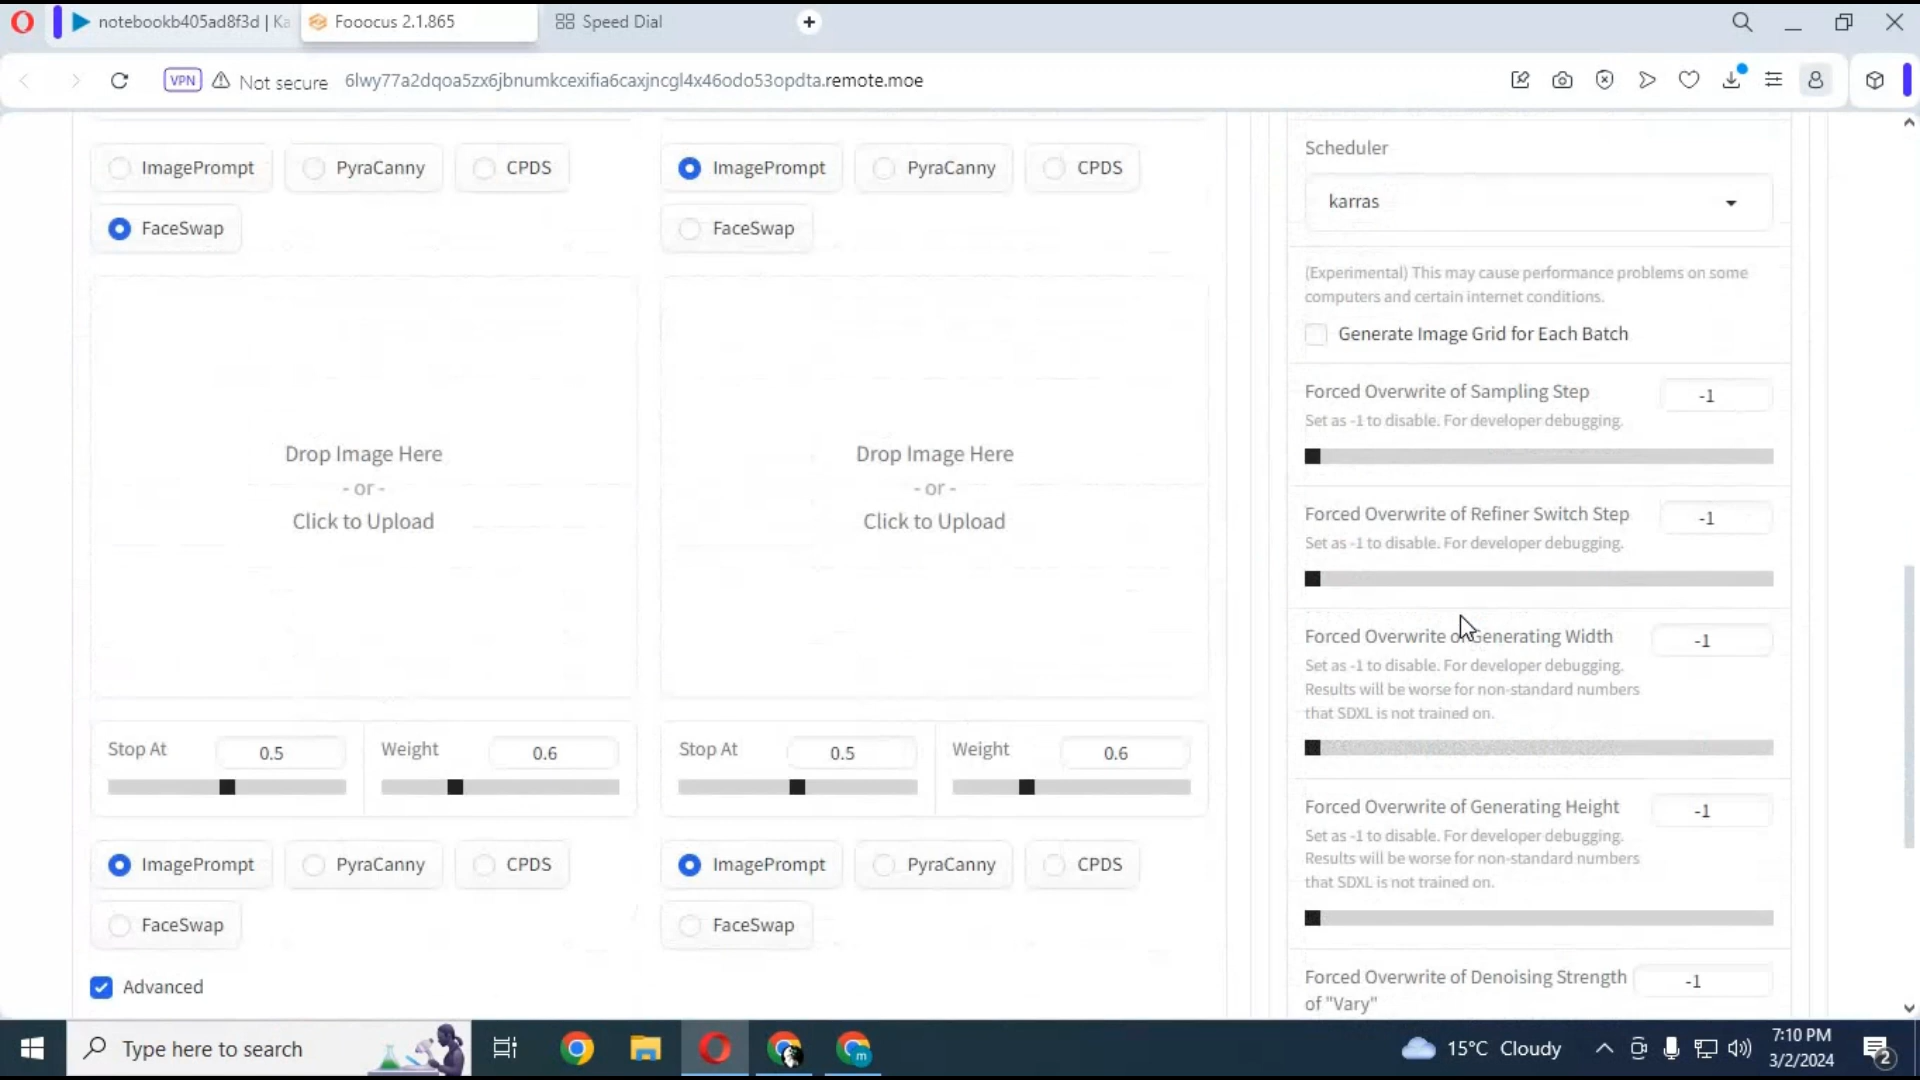 notebookb405ad8f3d | Ka
Fooocus 2.1.865
Speed Dial
VPN
Not secure
6lwy77a2dqoa5zx6jbnumkcexifia6caxjncgl4x46odo53opdta.remote.moe
ImagePrompt
PyraCanny
CPDS
FaceSwap
ImagePrompt
PyraCanny
CPDS
FaceSwap
Drop Image Here
- or -
Click to Upload
Drop Image Here
- or -
Click to Upload
Stop At
0.5
Weight
0.6
Stop At
0.5
Weight
0.6
ImagePrompt
PyraCanny
CPDS
FaceSwap
ImagePrompt
PyraCanny
CPDS
FaceSwap
Advanced
Scheduler
karras
(Experimental) This may cause performance problems on some
computers and certain internet conditions.
Generate Image Grid for Each Batch
Forced Overwrite of Sampling Step
-1
Set as -1 to disable. For developer debugging.
Forced Overwrite of Refiner Switch Step
-1
Set as -1 to disable. For developer debugging.
Forced Overwrite of Generating Width
-1
Set as -1 to disable. For developer debugging.
Results will be worse for non-standard numbers
that SDXL is not trained on.
Forced Overwrite of Generating Height
-1
Set as -1 to disable. For developer debugging.
Results will be worse for non-standard numbers
that SDXL is not trained on.
Forced Overwrite of Denoising Strength
of "Vary"
-1
Type here to search
m
15°C Cloudy
7:10 PM
3/2/2024
2